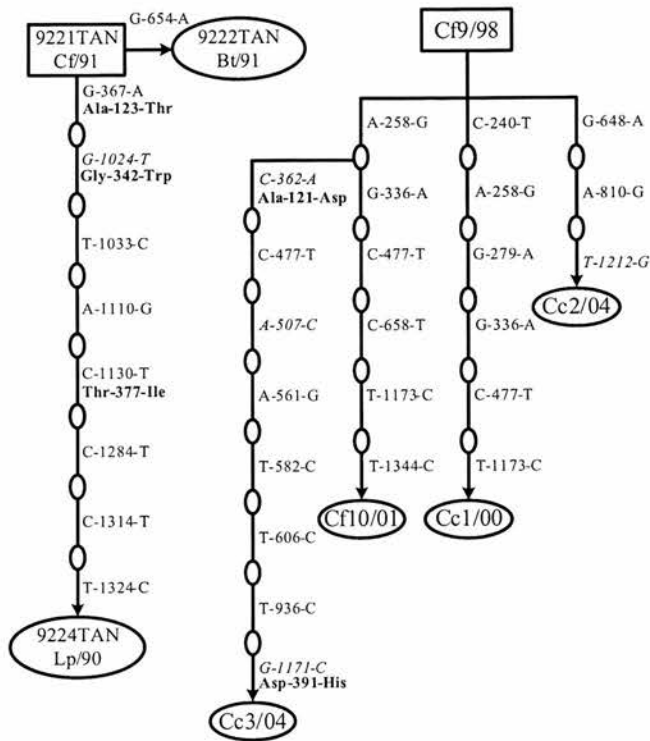 G-654-A
9221TAN
Cf/91
9222TAN
Bt/91
G-367-A
Ala-123-Thr
G-1024-T
Gly-342-Trp
T-1033-C
A-1110-G
C-1130-T
Thr-377-Ile
C-1284-T
C-1314-T
T-1324-C
9224TAN
Lp/90
Cf9/98
C-362-A
Ala-121-Asp
C-477-T
A-507-C
A-561-G
T-582-C
T-606-C
T-936-C
G-1171-C
Asp-391-His
Cc3/04
A-258-G
G-336-A
C-477-T
C-658-T
T-1173-C
T-1344-C
Cf10/01
C-240-T
A-258-G
G-279-A
G-336-A
C-477-T
T-1173-C
Cc1/00
G-648-A
A-810-G
T-1212-G
Cc2/04